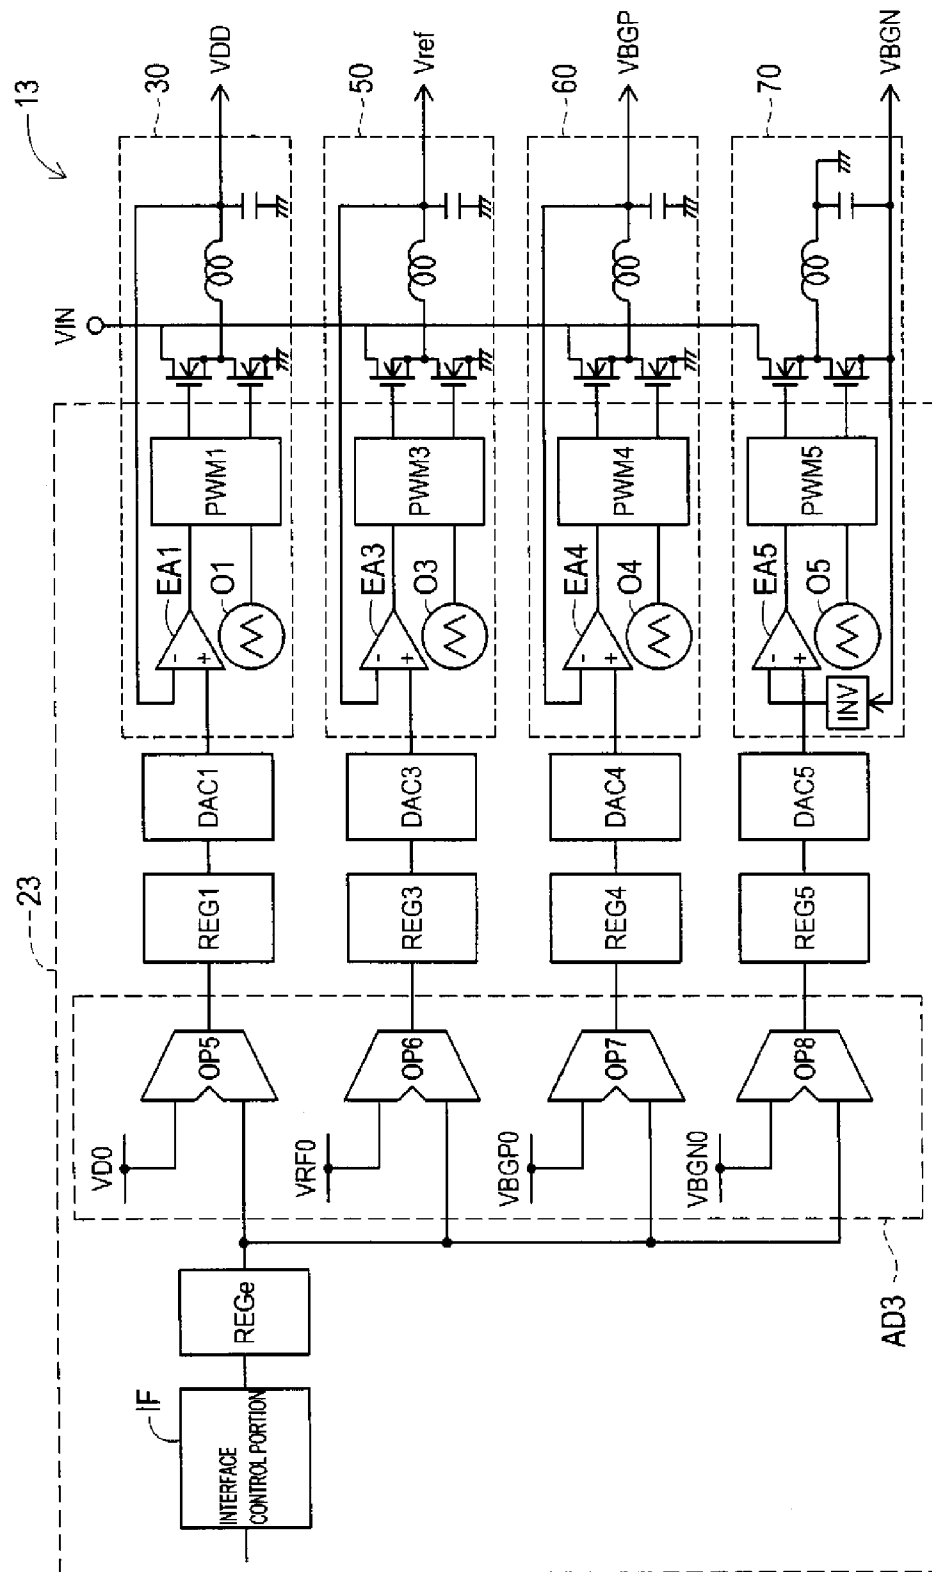 13
VIN
30
VDD
50
Vref
60
VBGP
70
VBGN
23
INTERFACE
CONTROL PORTION
IF
REGe
AD3
VD0
OP5
REG1
DAC1
-
+
EA1
O1
PWM1
VRF0
OP6
REG3
DAC3
-
+
EA3
O3
PWM3
VBGP0
OP7
REG4
DAC4
-
+
EA4
O4
PWM4
VBGN0
OP8
REG5
DAC5
-
+
EA5
O5
INV
PWM5